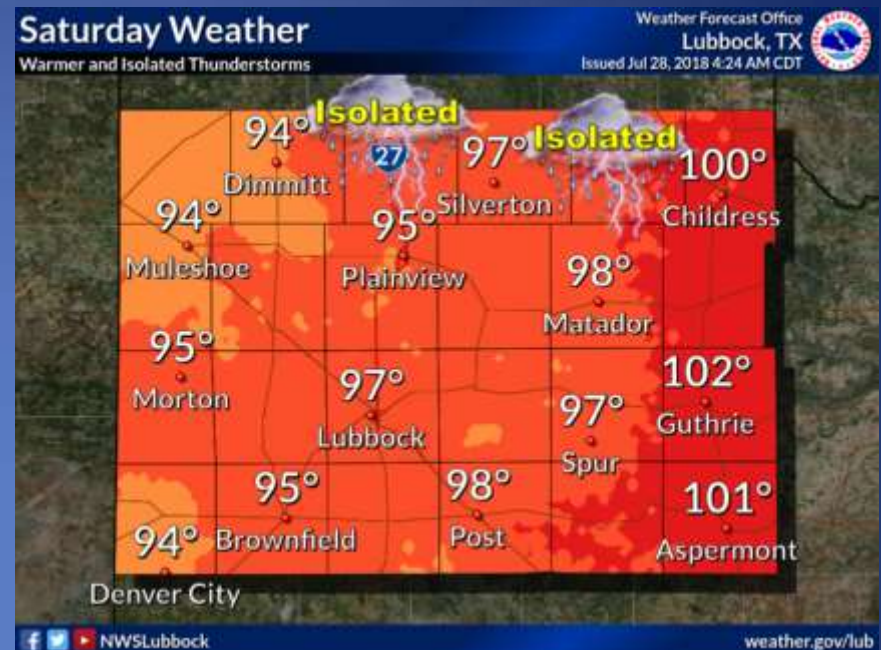 Saturday Weather
Warmer and Isolated Thunderstorms
Weather Forecast Office
Lubbock, TX
Issued Jul 28, 2018 4:24 AM CDT
Isolated
Isolated
94°
Dimmitt
27
97°
Silverton
100°
Childress
94°
Muleshoe
95°
Plainview
98°
Matador
95°
Morton
97°
Lubbock
97°
Spur
102°
Guthrie
94°
Denver City
95°
Brownfield
98°
Post
101°
Aspermont
NWSLubbock
weather.gov/lub